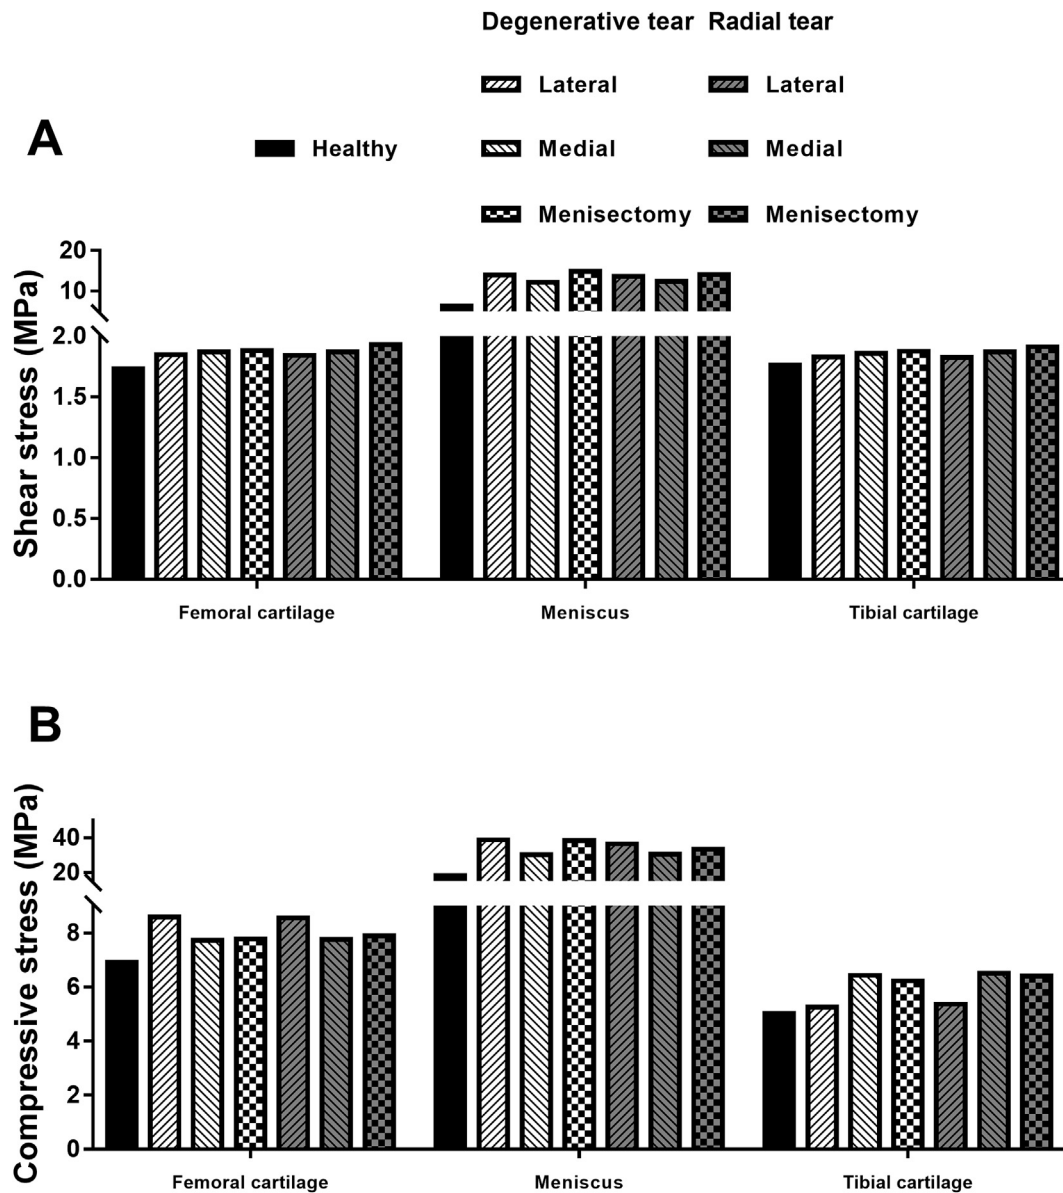 Degenerative tear Radial tear
Lateral Lateral
A
Healthy Medial Medial
Menisectomy Menisectomy
Shear stress (MPa)
20
10
2.0
1.5
1.0
0.5
0.0
Femoral cartilage Meniscus Tibial cartilage
B
Compressive stress (MPa)
40
20
8
6
4
2
0
Femoral cartilage Meniscus Tibial cartilage